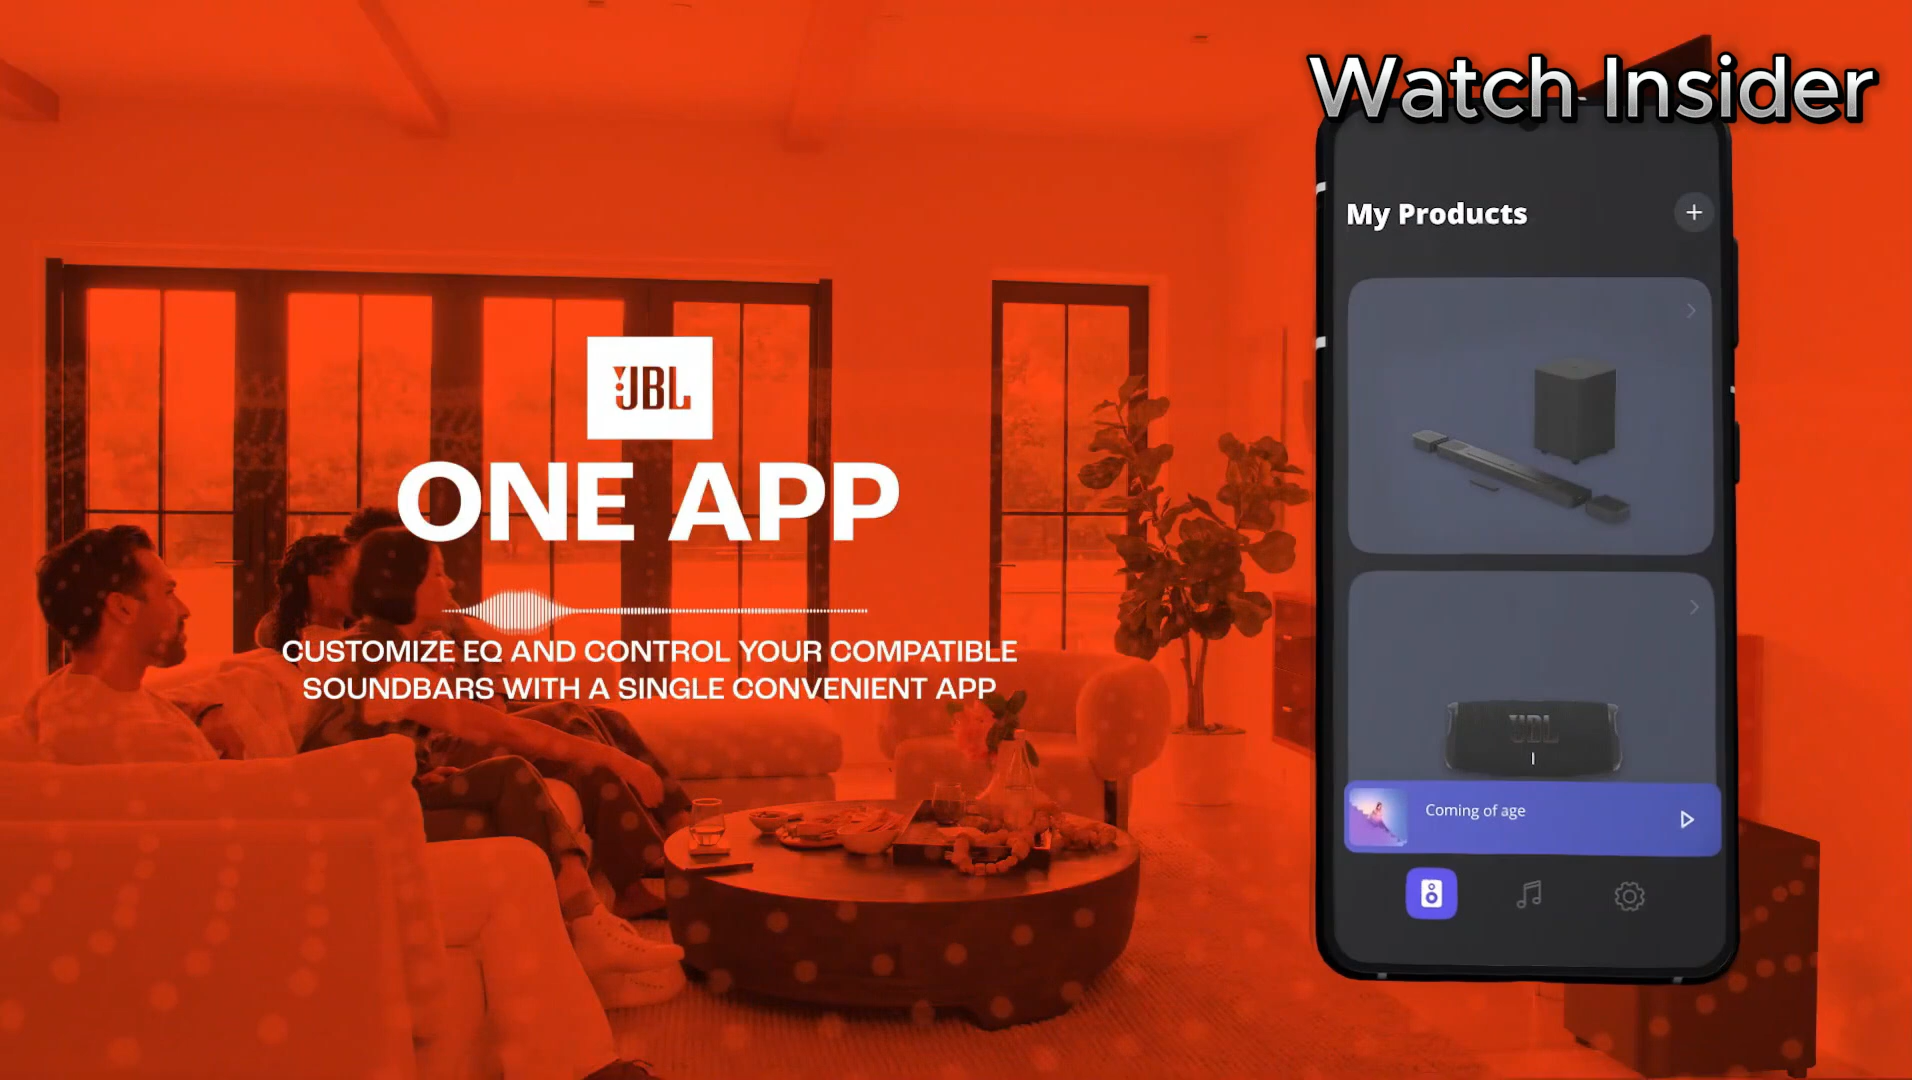 Watch Insider
JBL
ONE APP
CUSTOMIZE EQ AND CONTROL YOUR COMPATIBLE
SOUNDBARS WITH A SINGLE CONVENIENT APP
My Products
+
JBL
Coming of age